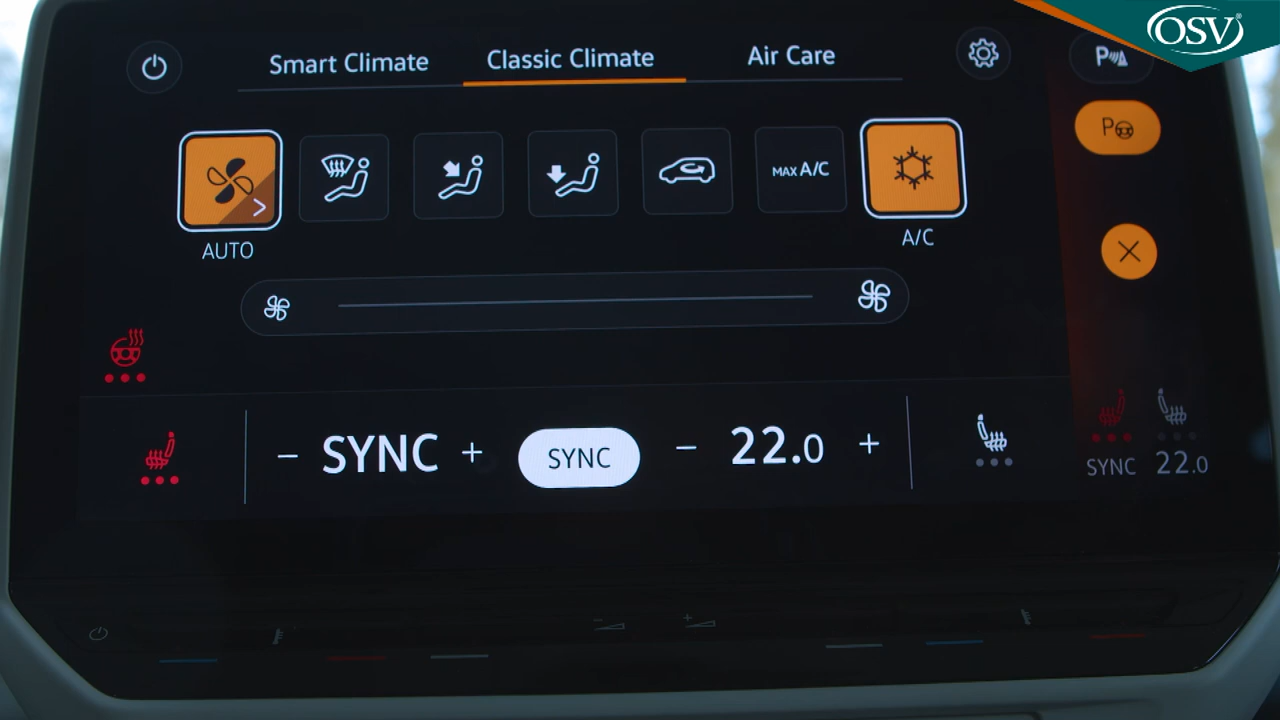 OSV®
Smart Climate
Classic Climate
Air Care
P
P
MAX A/C
AUTO
A/C
SYNC
SYNC
22.0
SYNC
22.0